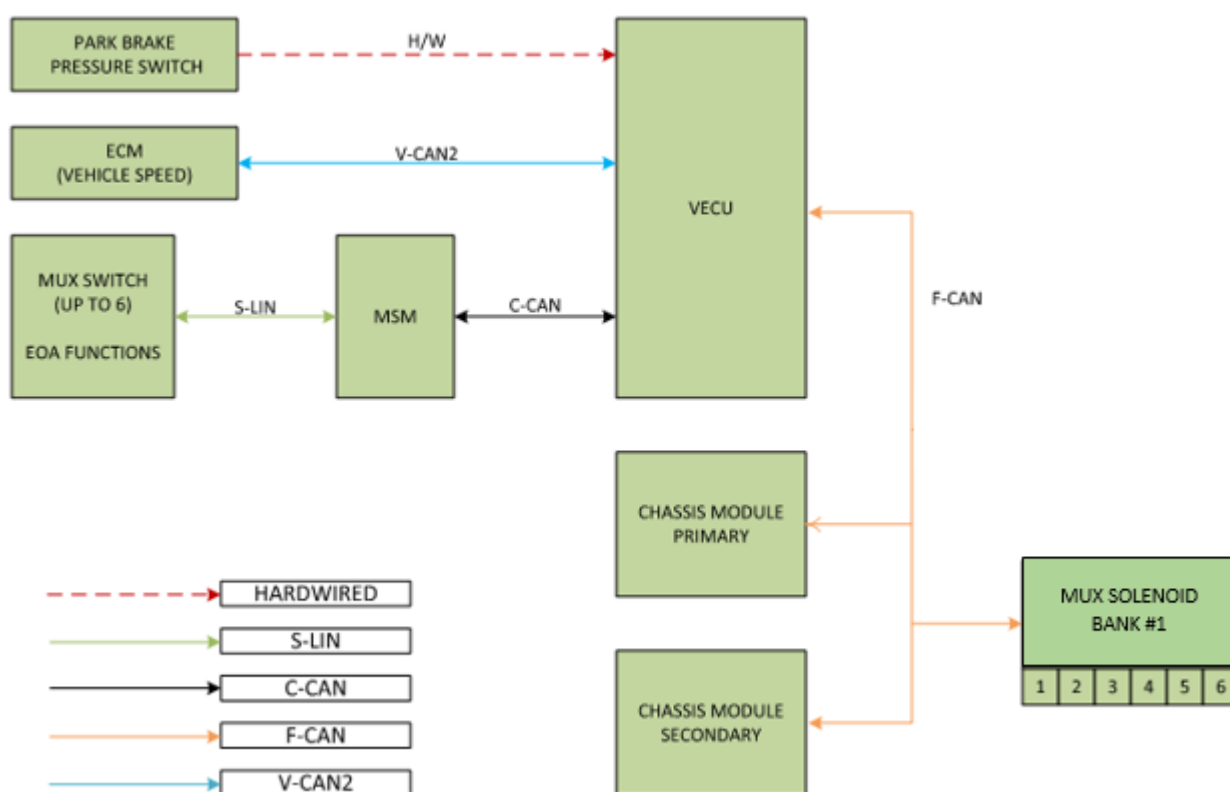 PARK BRAKE
PRESSURE SWITCH
H/W
ECM
(VEHICLE SPEED)
V-CAN2
VECU
MUX SWITCH
(UP TO 6)
EOA FUNCTIONS
S-LIN
MSM
C-CAN
F-CAN
CHASSIS MODULE
PRIMARY
MUX SOLENOID
BANK #1
1 2 3 4 5 6
CHASSIS MODULE
SECONDARY
HARDWIRED
S-LIN
C-CAN
F-CAN
V-CAN2